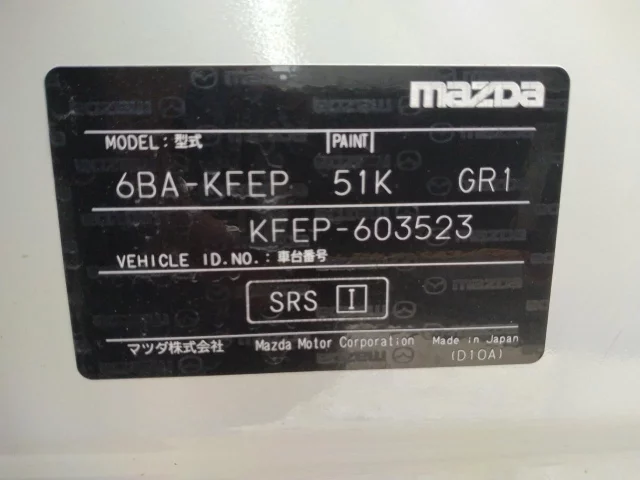 mazda
MODEL: 型式 PAINT
6BA-KFEP 51K GR1
KFEP-603523
VEHICLE ID.NO.: 車台番号
SRS I
マツダ株式会社 Mazda Motor Corporation Made in Japan
(D10A)